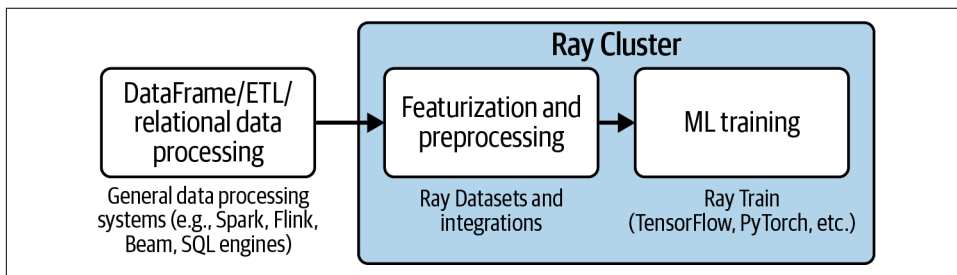 Ray Cluster
DataFrame/ETL/
relational data
processing
General data processing
systems (e.g., Spark, Flink,
Beam, SQL engines)
Featurization and
preprocessing
Ray Datasets and
integrations
ML training
Ray Train
(TensorFlow, PyTorch, etc.)